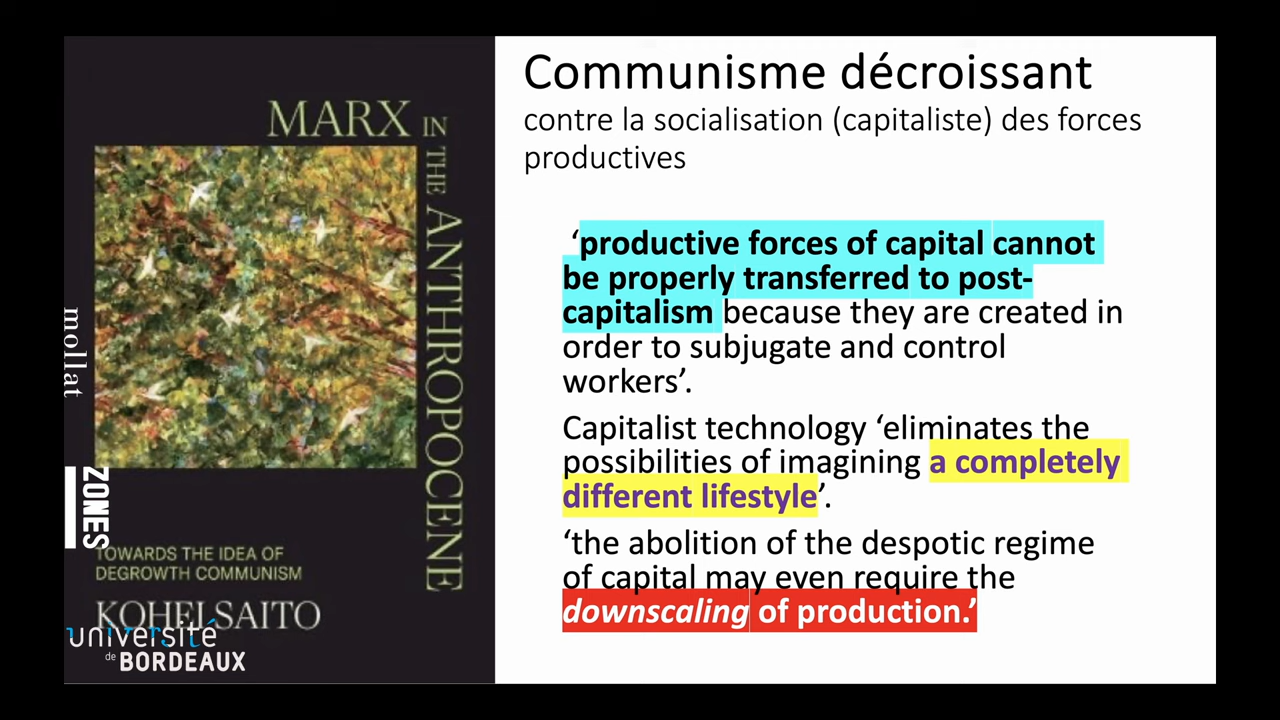 MARX IN
THE ANTHROPOCENE
TOWARDS THE IDEA OF
DEGROWTH COMMUNISM
KOHEI SAITO
mollat
ZONES
université
de BORDEAUX
Communisme décroissant
contre la socialisation (capitaliste) des forces
productives
‘productive forces of capital cannot
be properly transferred to post-
capitalism because they are created in
order to subjugate and control
workers’.
Capitalist technology ‘eliminates the
possibilities of imagining a completely
different lifestyle’.
‘the abolition of the despotic regime
of capital may even require the
downscaling of production.’